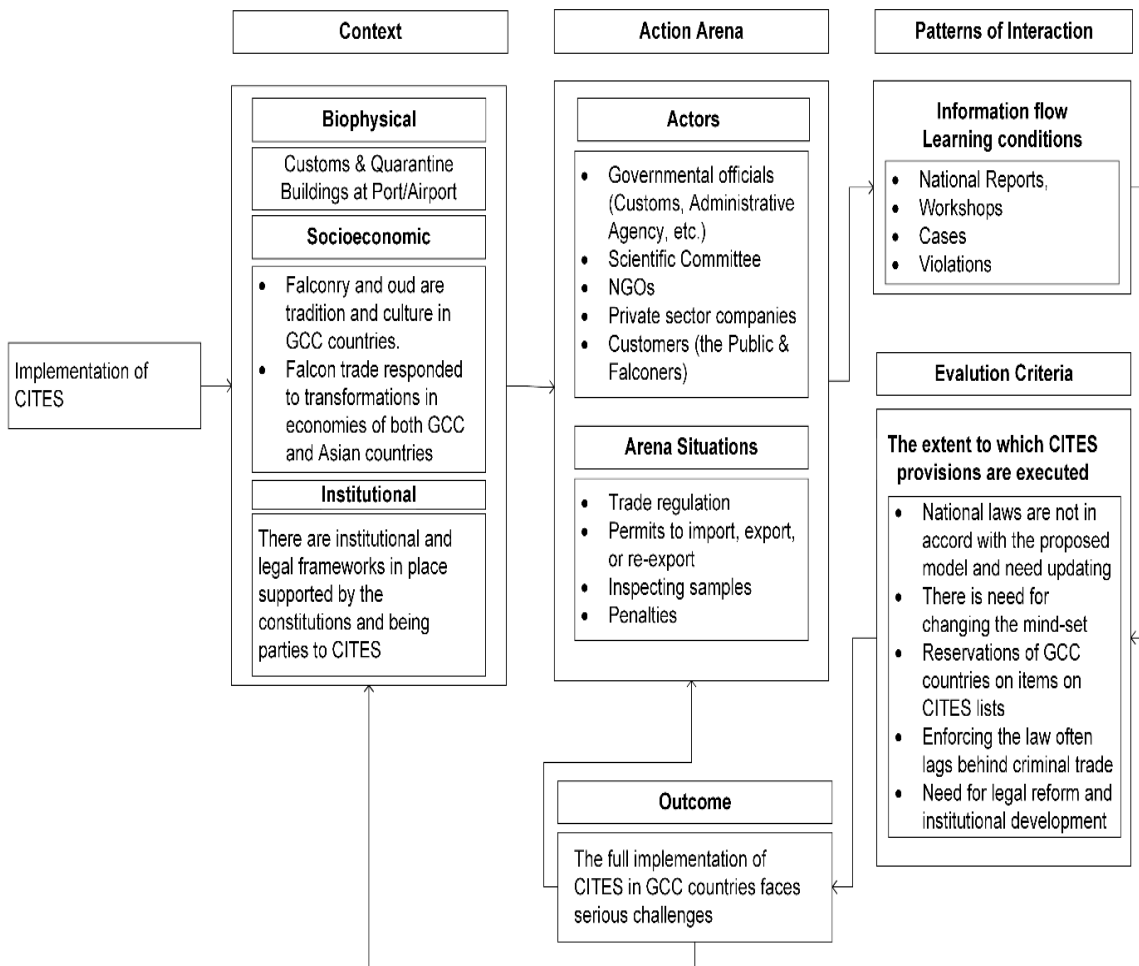 Context
Action Arena
Patterns of Interaction
Implementation of
CITES
Biophysical
Customs & Quarantine
Buildings at Port/Airport
Socioeconomic
• Falconry and oud are
tradition and culture in
GCC countries.
• Falcon trade responded
to transformations in
economies of both GCC
and Asian countries
Institutional
There are institutional and
legal frameworks in place
supported by the
constitutions and being
parties to CITES
Actors
• Governmental officials
(Customs, Administrative
Agency, etc.)
• Scientific Committee
• NGOs
• Private sector companies
• Customers (the Public &
Falconers)
Arena Situations
• Trade regulation
• Permits to import, export,
or re-export
• Inspecting samples
• Penalties
Information flow
Learning conditions
• National Reports,
• Workshops
• Cases
• Violations
Evalution Criteria
The extent to which CITES
provisions are executed
• National laws are not in
accord with the proposed
model and need updating
• There is need for
changing the mind-set
• Reservations of GCC
countries on items on
CITES lists
• Enforcing the law often
lags behind criminal trade
• Need for legal reform and
institutional development
Outcome
The full implementation of
CITES in GCC countries faces
serious challenges